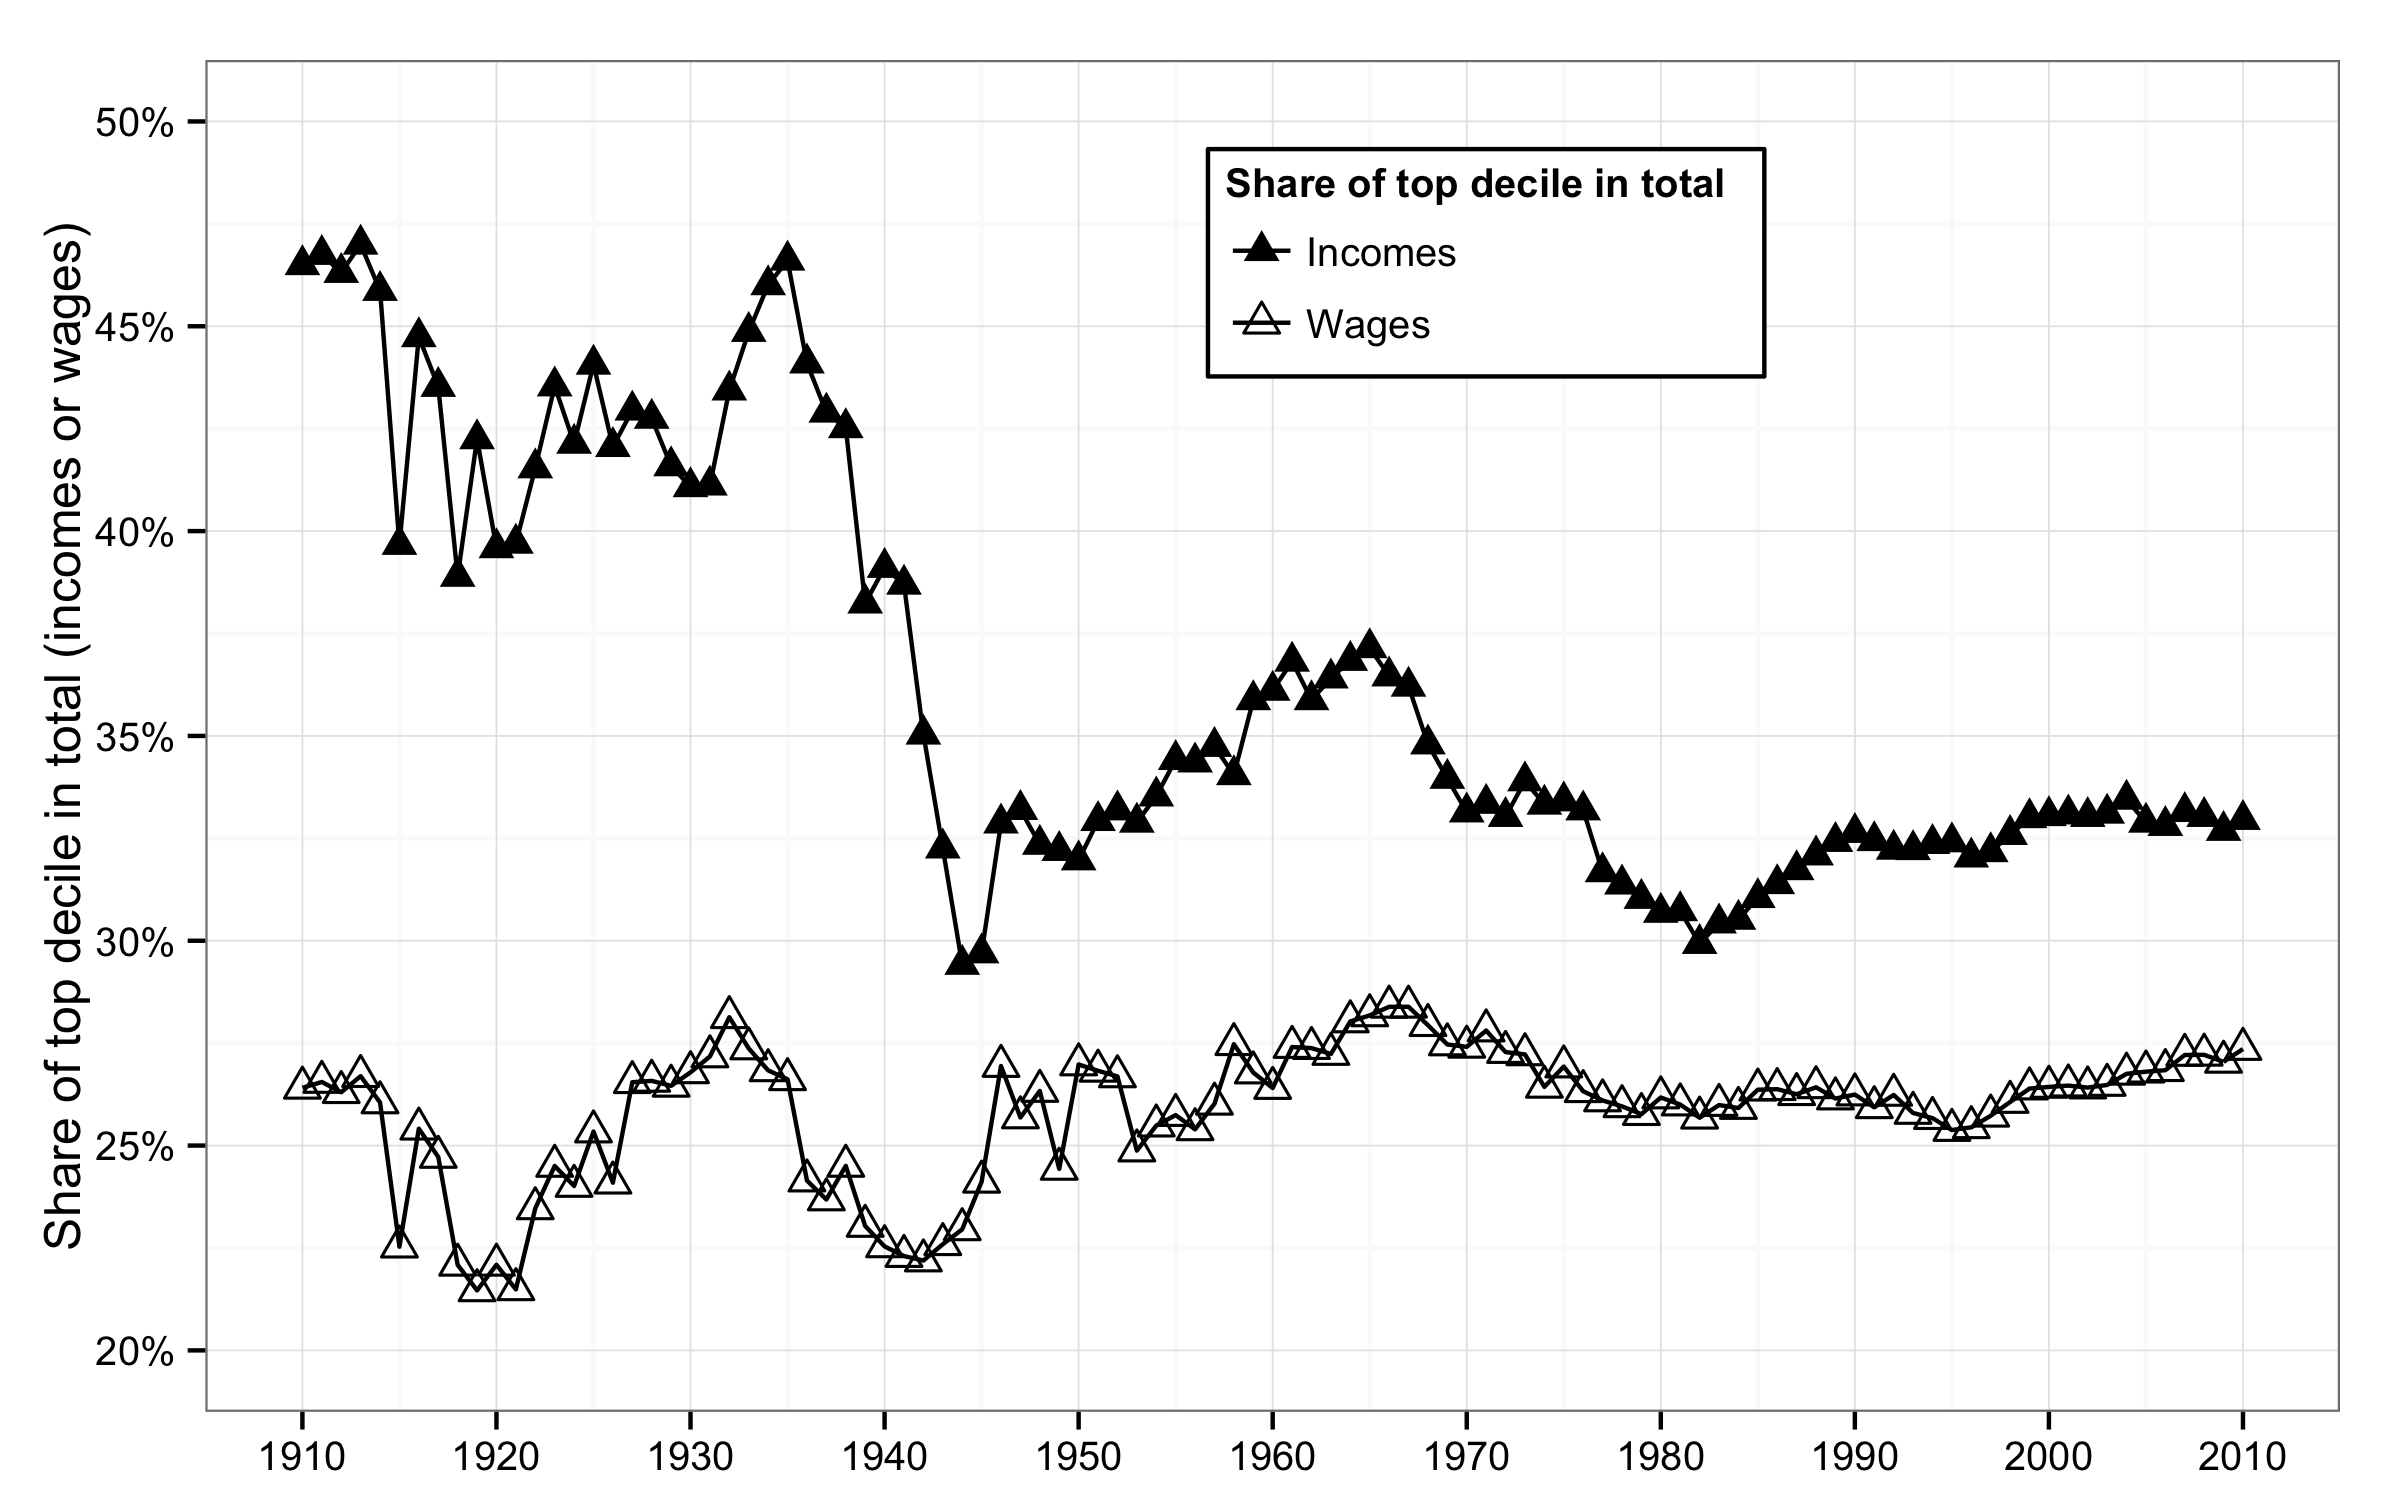 Share of top decile in total (incomes or wages)
50%
45%
40%
35%
30%
25%
20%
Share of top decile in total
Incomes
Wages
1910 1920 1930 1940 1950 1960 1970 1980 1990 2000 2010